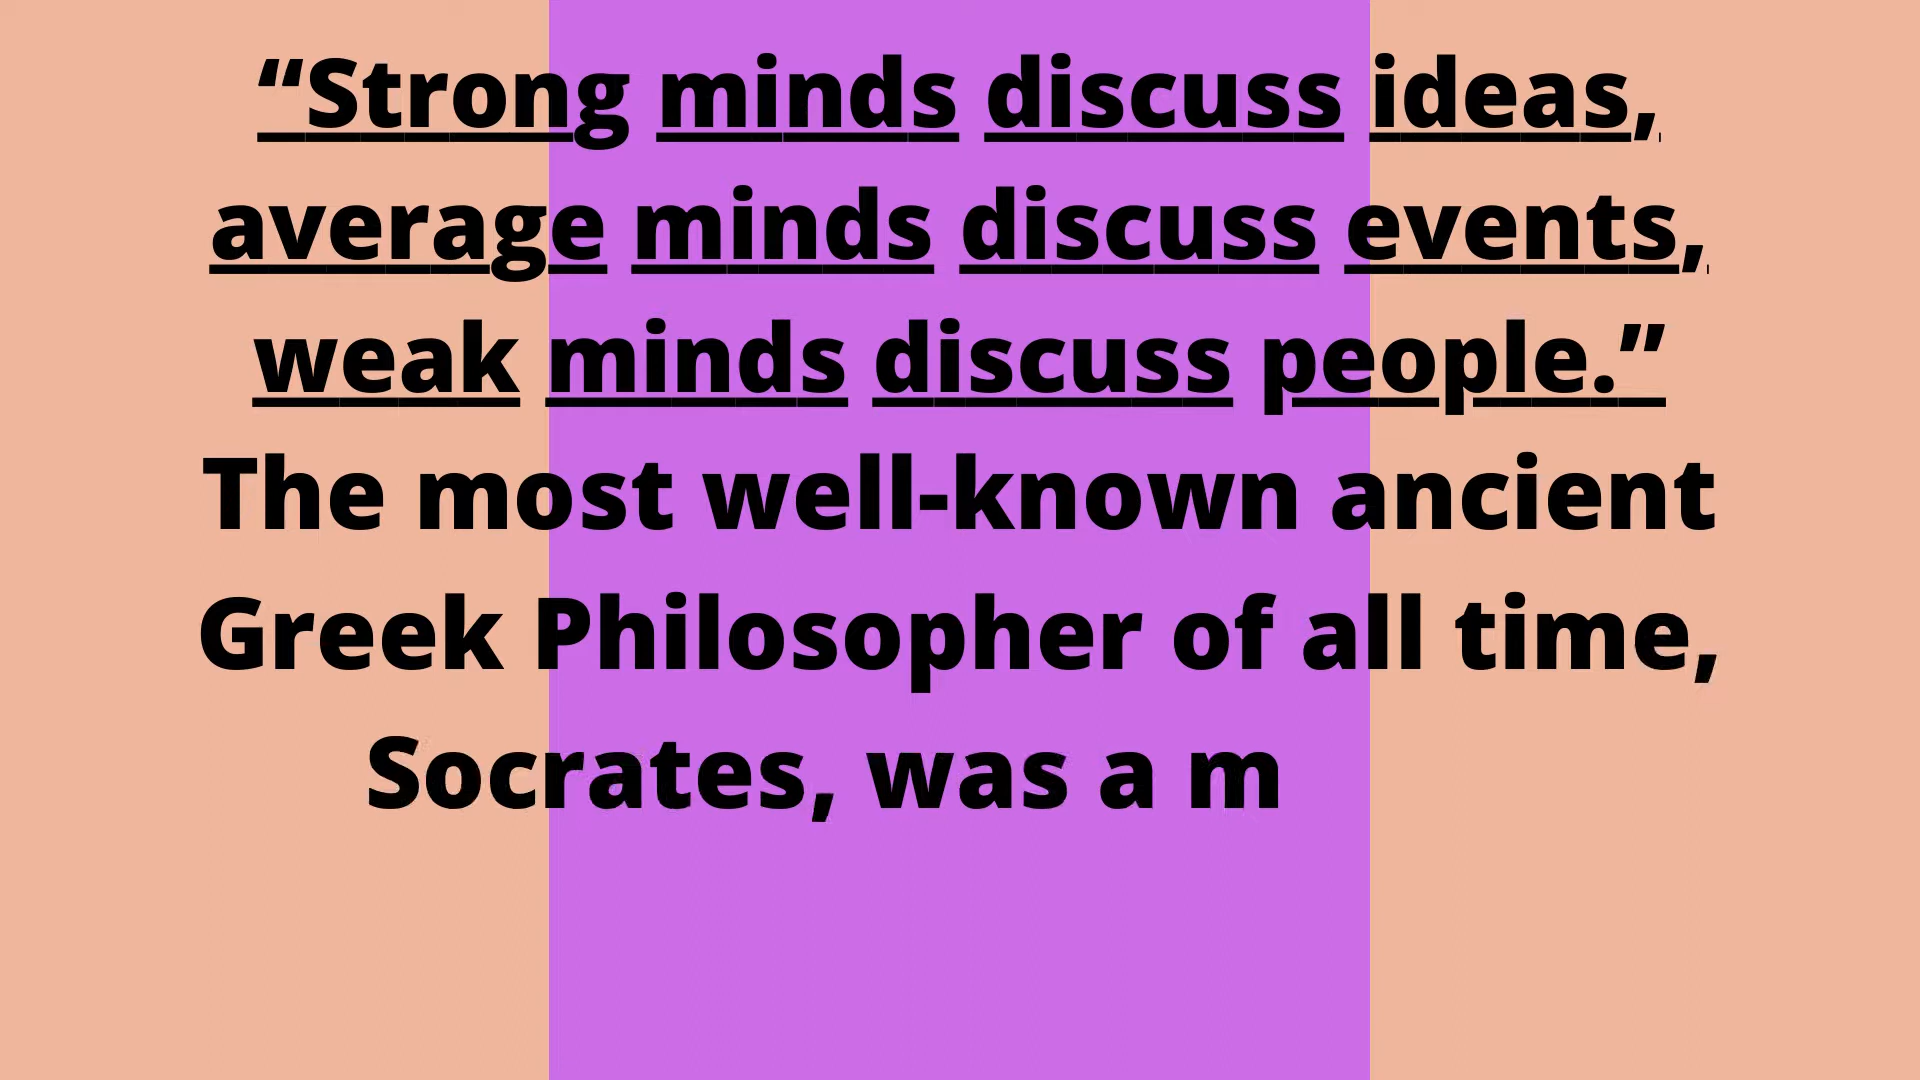 “Strong minds discuss ideas,
average minds discuss events,
weak minds discuss people.”
The most well-known ancient
Greek Philosopher of all time,
Socrates, was a m